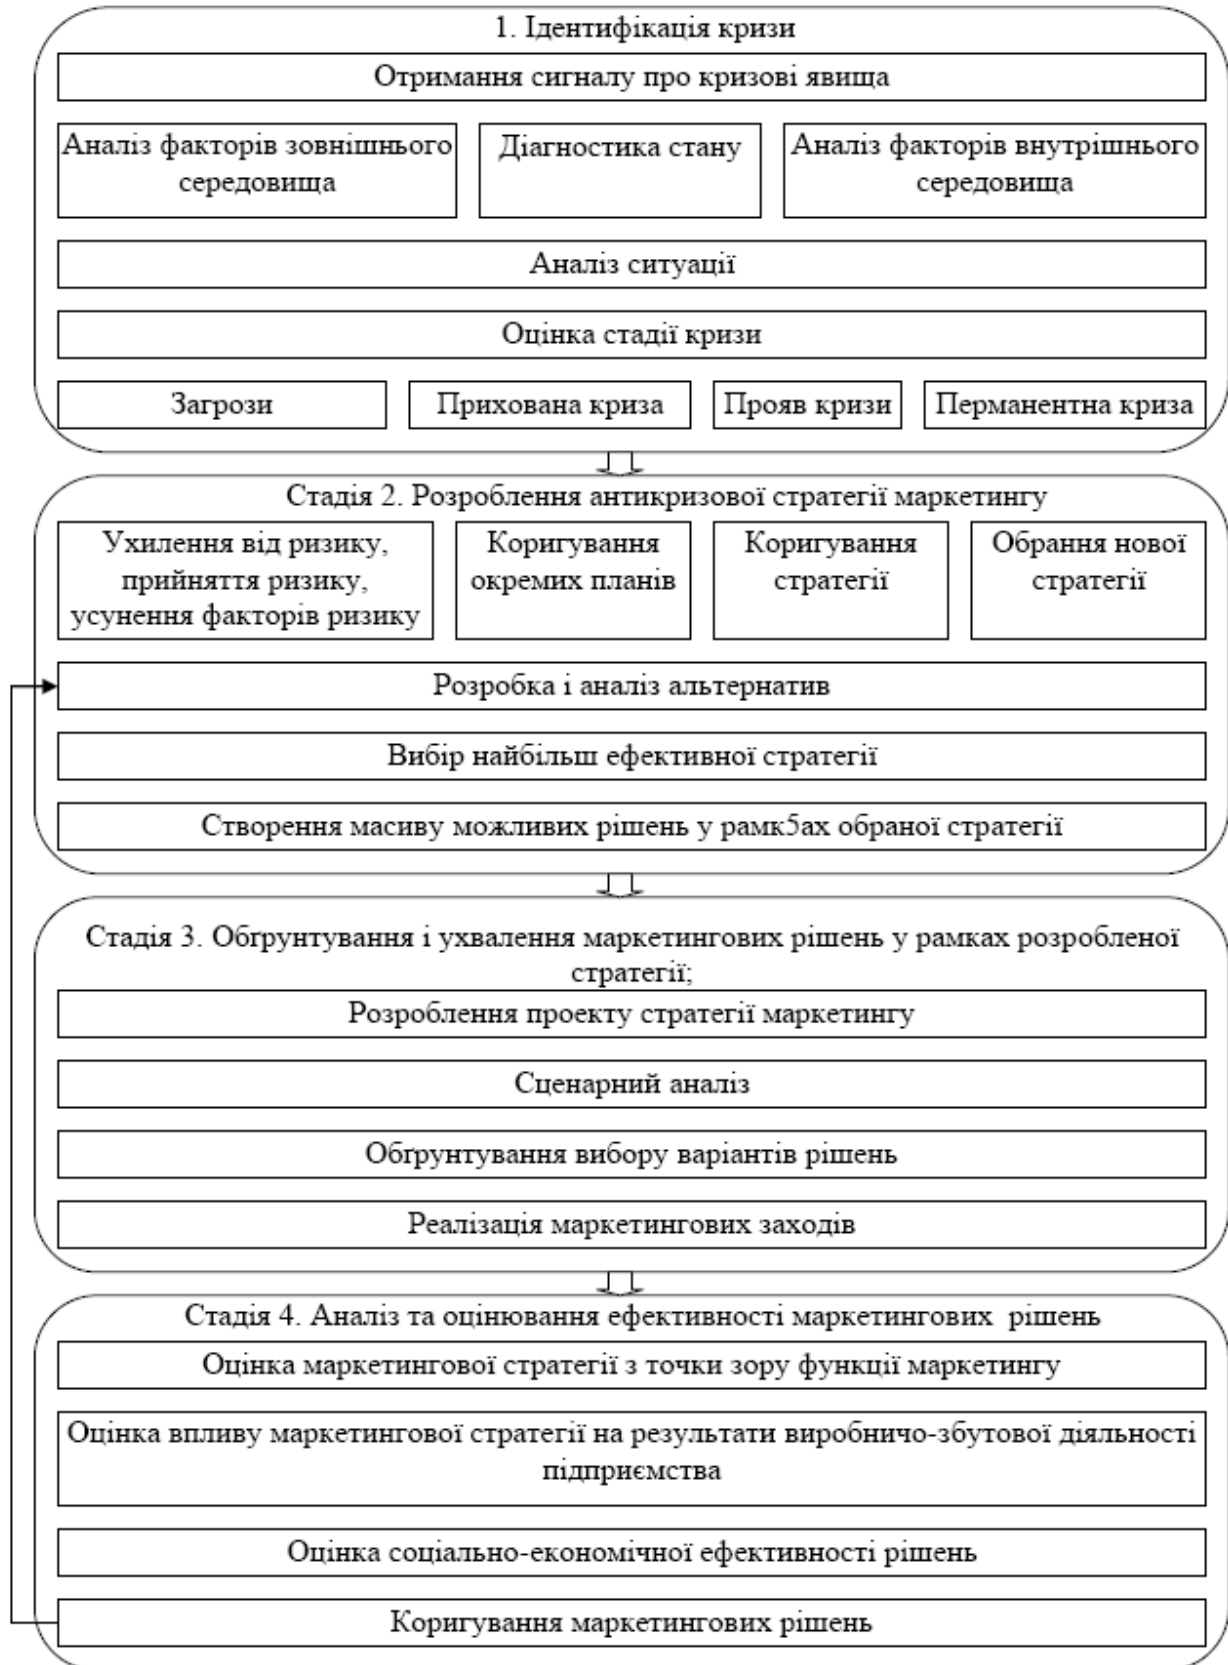 1. Ідентифікація кризи
Отримання сигналу про кризові явища
Аналіз факторів зовнішнього
середовища
Діагностика стану
Аналіз факторів внутрішнього
середовища
Аналіз ситуації
Оцінка стадії кризи
Загрози
Прихована криза
Прояв кризи
Перманентна криза
Стадія 2. Розроблення антикризової стратегії маркетингу
Ухилення від ризику,
прийняття ризику,
усунення факторів ризику
Коригування
окремих планів
Коригування
стратегії
Обрання нової
стратегії
Розробка і аналіз альтернатив
Вибір найбільш ефективної стратегії
Створення масиву можливих рішень у рамк5ах обраної стратегії
Стадія 3. Обґрунтування і ухвалення маркетингових рішень у рамках розробленої
стратегії;
Розроблення проекту стратегії маркетингу
Сценарний аналіз
Обґрунтування вибору варіантів рішень
Реалізація маркетингових заходів
Стадія 4. Аналіз та оцінювання ефективності маркетингових рішень
Оцінка маркетингової стратегії з точки зору функції маркетингу
Оцінка впливу маркетингової стратегії на результати виробничо-збутової діяльності
підприємства
Оцінка соціально-економічної ефективності рішень
Коригування маркетингових рішень